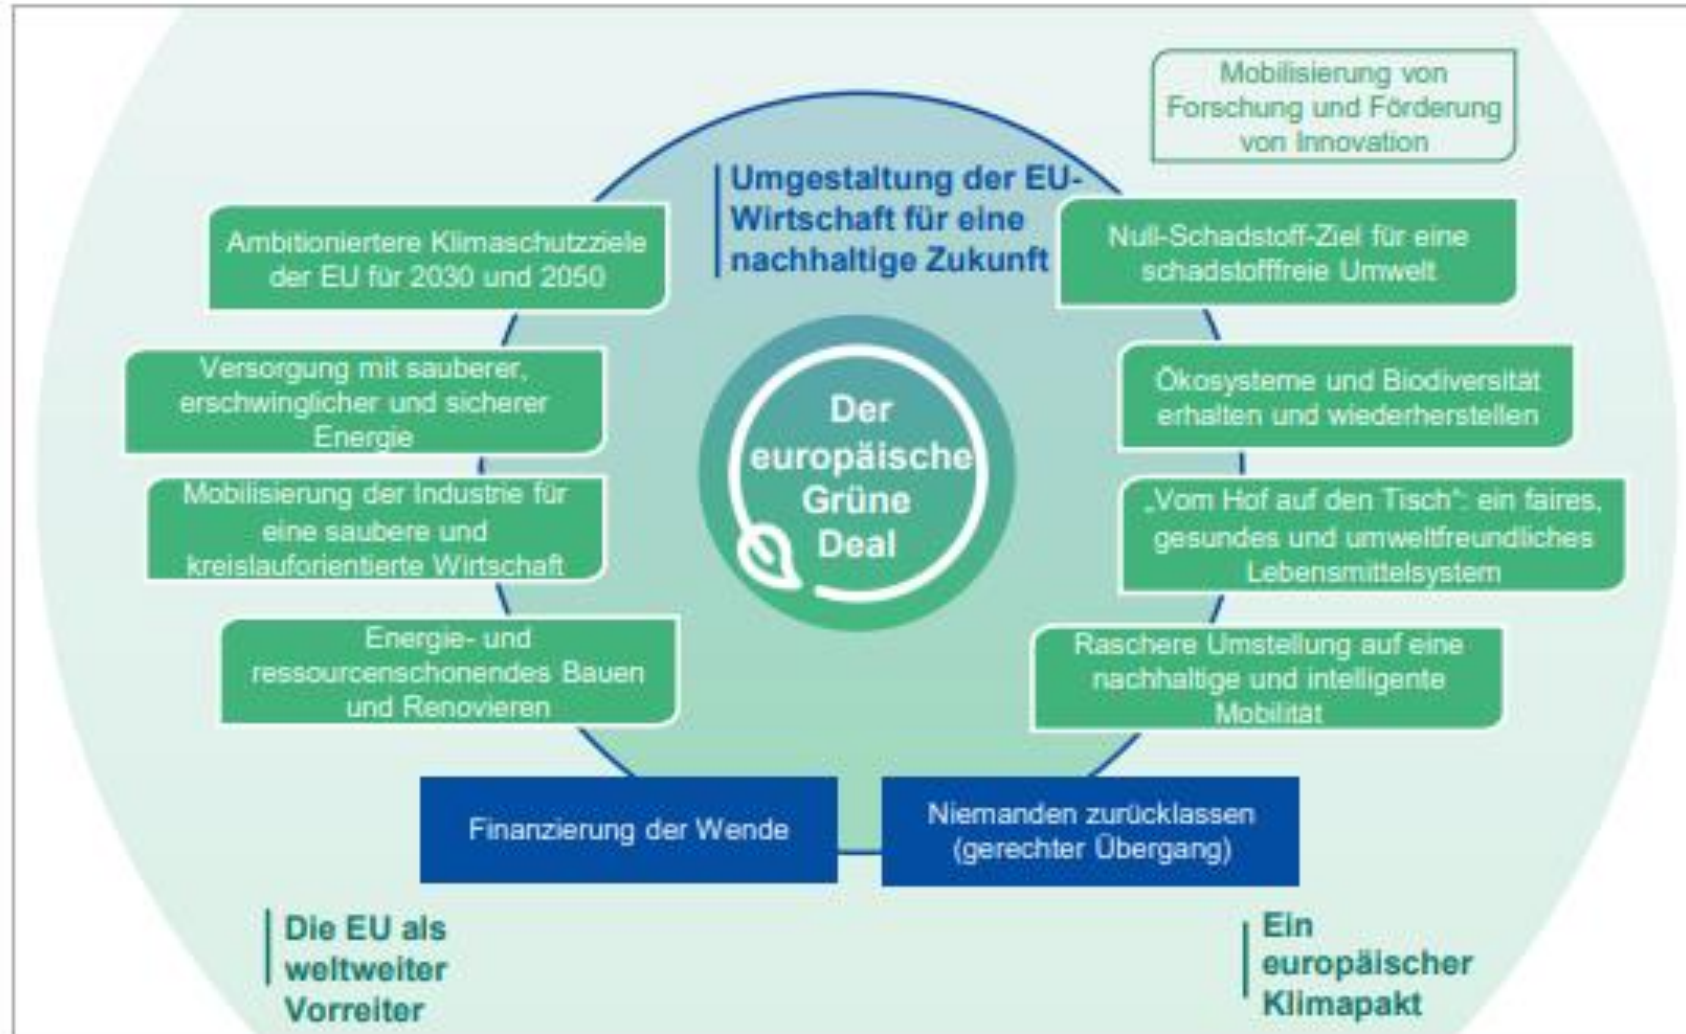 Mobilisierung von
Forschung und Förderung
von Innovation
Umgestaltung der EU-
Wirtschaft für eine
nachhaltige Zukunft
Ambitioniertere Klimaschutzziele
der EU für 2030 und 2050
Null-Schadstoff-Ziel für eine
schadstofffreie Umwelt
Versorgung mit sauberer,
erschwinglicher und sicherer
Energie
Ökosysteme und Biodiversität
erhalten und wiederherstellen
Der
europäische
Grüne
Deal
Mobilisierung der Industrie für
eine saubere und
kreislauforientierte Wirtschaft
„Vom Hof auf den Tisch“: ein faires,
gesundes und umweltfreundliches
Lebensmittelsystem
Energie- und
ressourcenschonendes Bauen
und Renovieren
Raschere Umstellung auf eine
nachhaltige und intelligente
Mobilität
Finanzierung der Wende
Niemanden zurücklassen
(gerechter Übergang)
Die EU als
weltweiter
Vorreiter
Ein
europäischer
Klimapakt